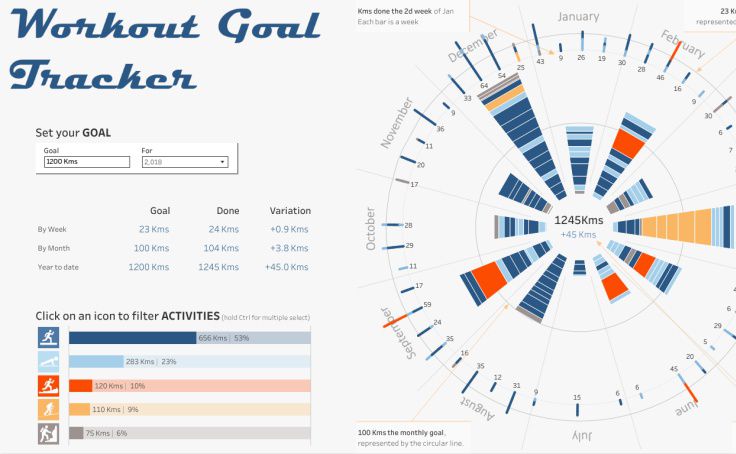 Workout Goal
Tracker
Set your GOAL
Goal
For
1200 Kms
2,018
Goal Done Variation
By Week 23 Kms 24 Kms +0.9 Kms
By Month 100 Kms 104 Kms +3.8 Kms
Year to date 1200 Kms 1245 Kms +45.0 Kms
Click on an icon to filter ACTIVITIES (hold Ctrl for multiple select)
656 Kms | 53%
283 Kms | 23%
120 Kms | 10%
110 Kms | 9%
75 Kms | 6%
Kms done the 2d week of Jan
Each bar is a week
January
February
June
July
August
September
October
November
December
43
9
26
19
20
46
16
30
45
20
6
6
15
9
31
12
35
16
35
24
59
17
11
29
28
17
20
11
36
9
33
64
54
25
1245Kms
+45 Kms
23 K
represented
100 Kms the monthly goal,
represented by the circular line.